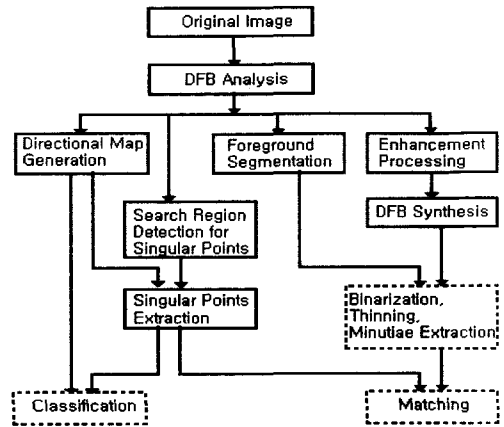 Original Image
DFB Analysis
Directional Map
Generation
Foreground
Segmentation
Enhancement
Processing
Search Region
Detection for
Singular Points
DFB Synthesis
Singular Points
Extraction
Binarization,
Thinning,
Minutiae Extraction
Classification
Matching